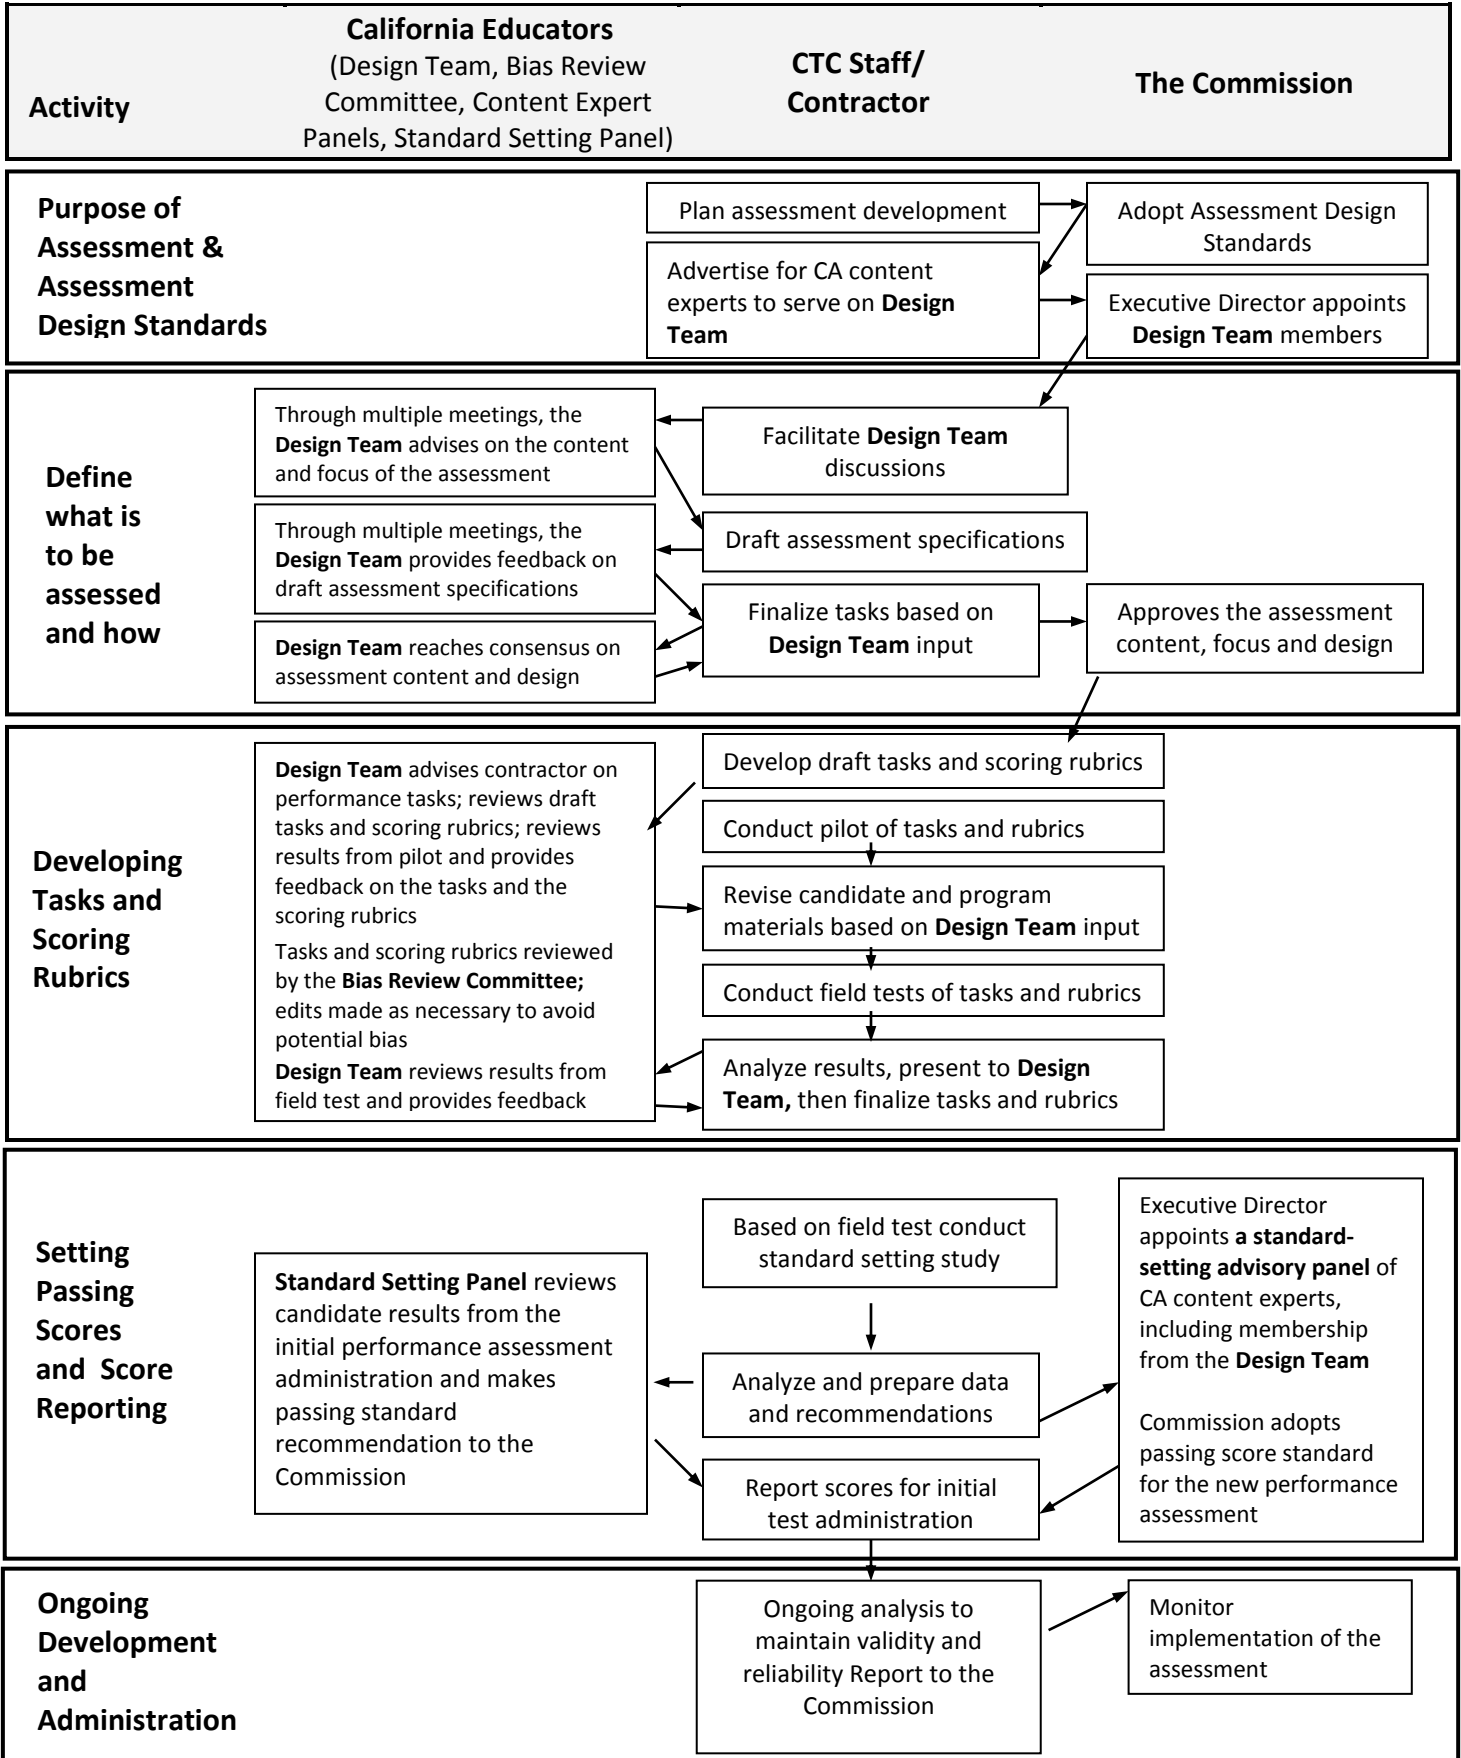 Activity
California Educators
(Design Team, Bias Review
Committee, Content Expert
Panels, Standard Setting Panel)
CTC Staff/
Contractor
The Commission
Purpose of
Assessment &
Assessment
Design Standards
Plan assessment development
Adopt Assessment Design
Standards
Advertise for CA content
experts to serve on Design
Team
Executive Director appoints
Design Team members
Define
what is
to be
assessed
and how
Through multiple meetings, the
Design Team advises on the content
and focus of the assessment
Facilitate Design Team
discussions
Through multiple meetings, the
Design Team provides feedback on
draft assessment specifications
Draft assessment specifications
Design Team reaches consensus on
assessment content and design
Finalize tasks based on
Design Team input
Approves the assessment
content, focus and design
Developing
Tasks and
Scoring
Rubrics
Design Team advises contractor on
performance tasks; reviews draft
tasks and scoring rubrics; reviews
results from pilot and provides
feedback on the tasks and the
scoring rubrics
Tasks and scoring rubrics reviewed
by the Bias Review Committee;
edits made as necessary to avoid
potential bias
Design Team reviews results from
field test and provides feedback
Develop draft tasks and scoring rubrics
Conduct pilot of tasks and rubrics
Revise candidate and program
materials based on Design Team input
Conduct field tests of tasks and rubrics
Analyze results, present to Design
Team, then finalize tasks and rubrics
Setting
Passing
Scores
and Score
Reporting
Standard Setting Panel reviews
candidate results from the
initial performance assessment
administration and makes
passing standard
recommendation to the
Commission
Based on field test conduct
standard setting study
Analyze and prepare data
and recommendations
Report scores for initial
test administration
Executive Director
appoints a standard-
setting advisory panel of
CA content experts,
including membership
from the Design Team
Commission adopts
passing score standard
for the new performance
assessment
Ongoing
Development
and
Administration
Ongoing analysis to
maintain validity and
reliability Report to the
Commission
Monitor
implementation of the
assessment